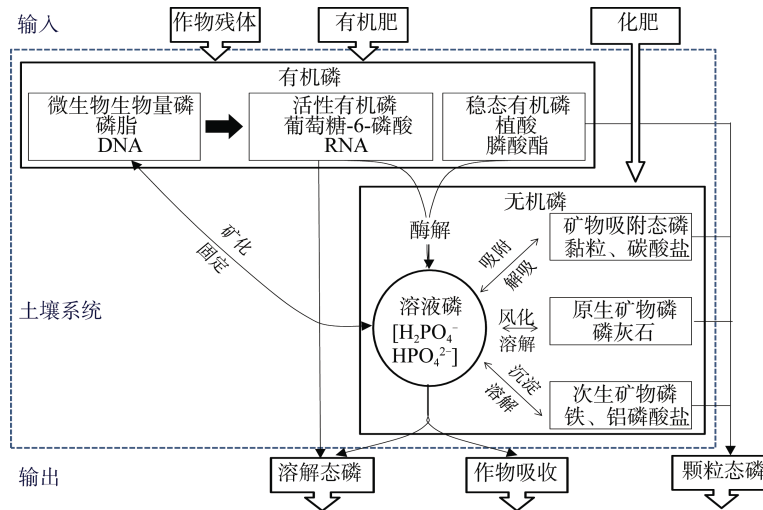 输入
作物残体
有机肥
化肥
有机磷
微生物生物量磷
磷脂
DNA
活性有机磷
葡萄糖-6-磷酸
RNA
稳态有机磷
植酸
膦酸酯
无机磷
矿化
固定
酶解
吸附
解吸
矿物吸附态磷
黏粒、碳酸盐
土壤系统
溶液磷
[H₂PO₄⁻
HPO₄²⁻]
风化
溶解
原生矿物磷
磷灰石
沉淀
溶解
次生矿物磷
铁、铝磷酸盐
输出
溶解态磷
作物吸收
颗粒态磷